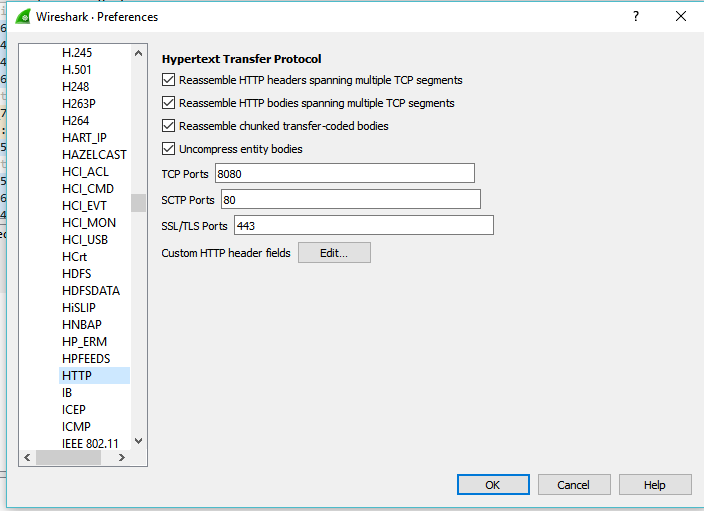 Wireshark · Preferences
?
H.245
H.501
H248
H263P
H264
HART_IP
HAZELCAST
HCI_ACL
HCI_CMD
HCI_EVT
HCI_MON
HCI_USB
HCrt
HDFS
HDFSDATA
HiSLIP
HNBAP
HP_ERM
HPFEEDS
HTTP
IB
ICEP
ICMP
IEEE 802.11
Hypertext Transfer Protocol
Reassemble HTTP headers spanning multiple TCP segments
Reassemble HTTP bodies spanning multiple TCP segments
Reassemble chunked transfer-coded bodies
Uncompress entity bodies
TCP Ports 8080
SCTP Ports 80
SSL/TLS Ports 443
Custom HTTP header fields Edit...
OK Cancel Help